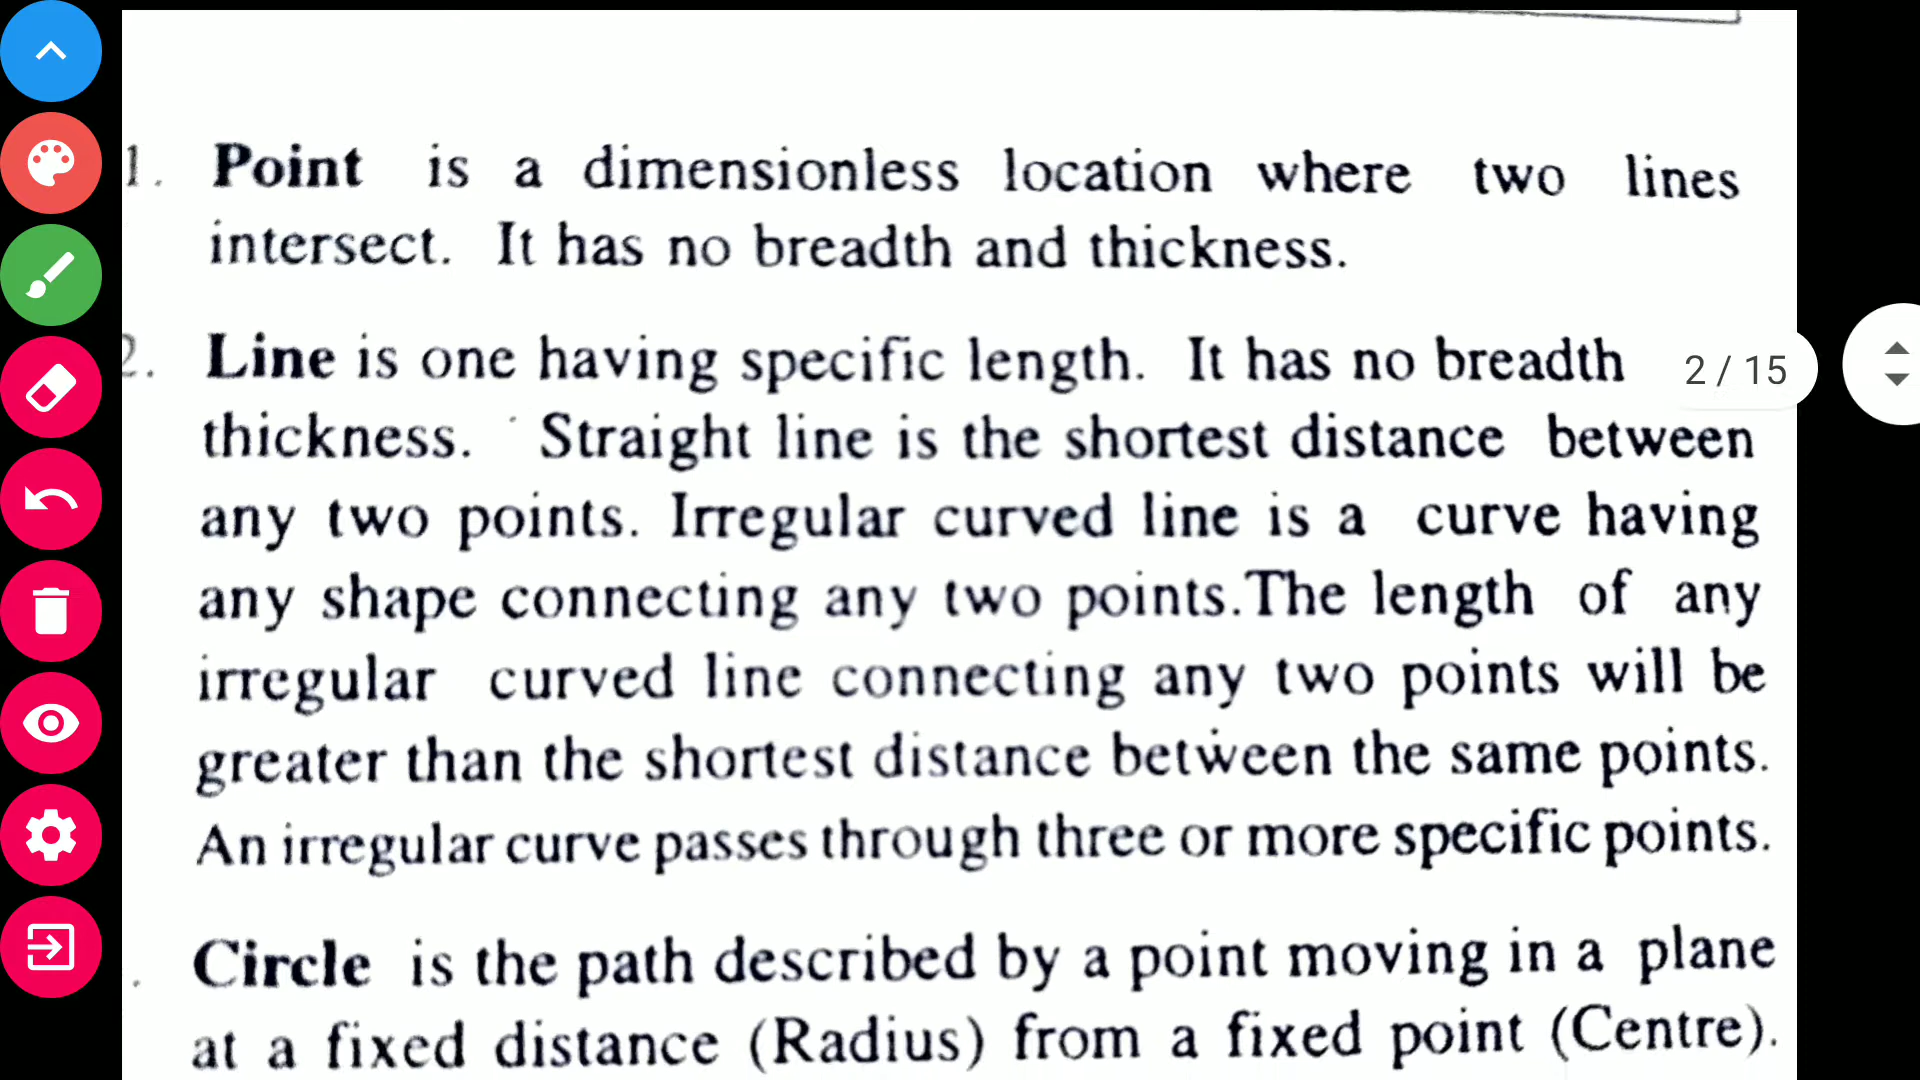 1. Point is a dimensionless location where two lines
intersect. It has no breadth and thickness.
2. Line is one having specific length. It has no breadth
2 / 15
thickness. Straight line is the shortest distance between
any two points. Irregular curved line is a curve having
any shape connecting any two points.The length of any
irregular curved line connecting any two points will be
greater than the shortest distance between the same points.
An irregular curve passes through three or more specific points.
. Circle is the path described by a point moving in a plane
at a fixed distance (Radius) from a fixed point (Centre).